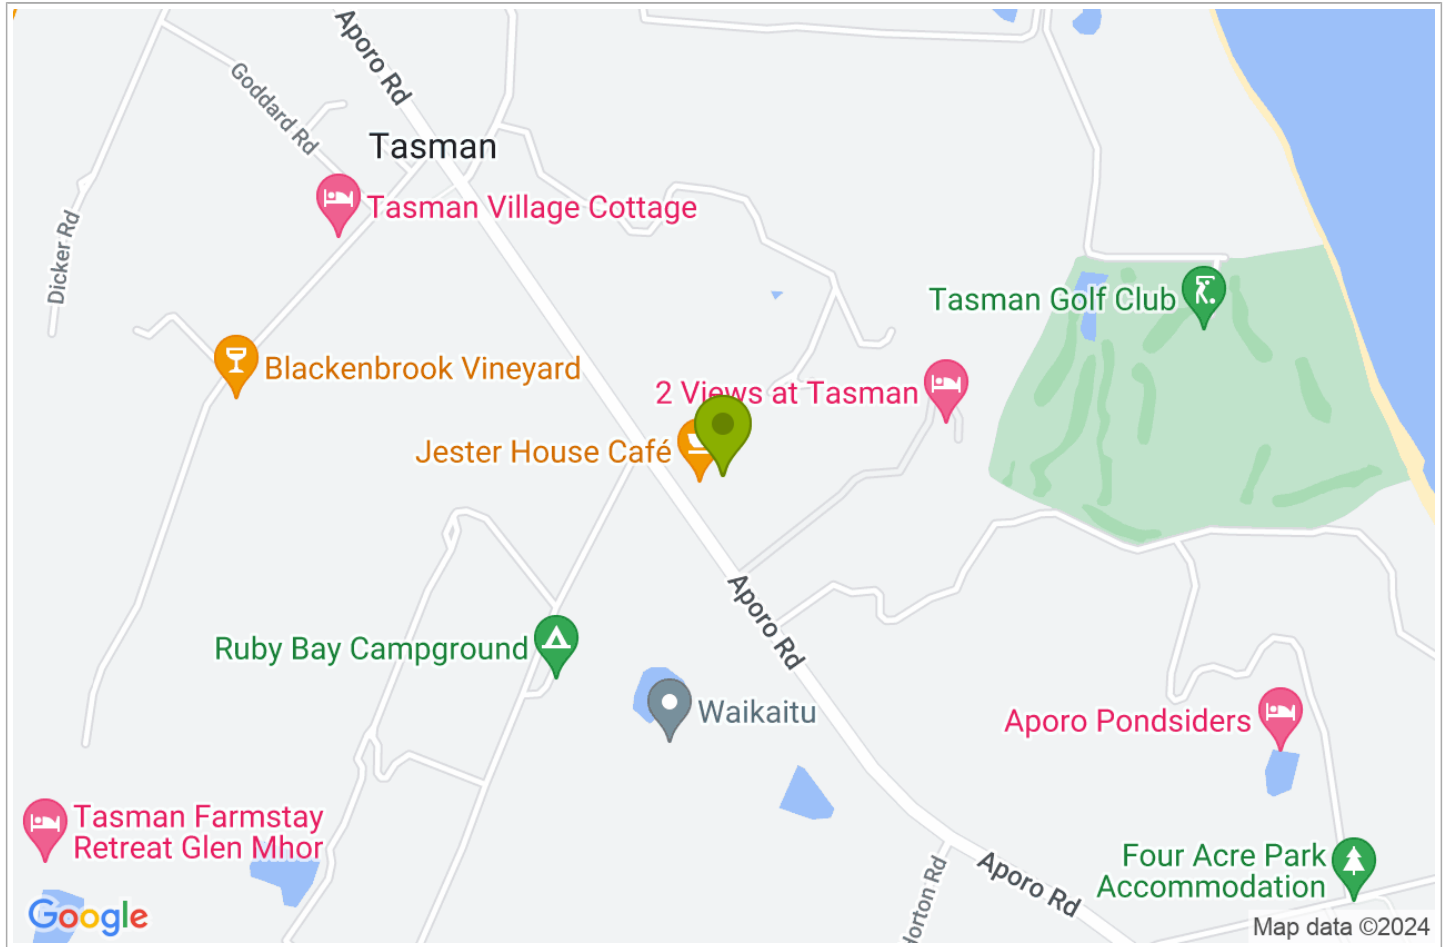 Aporo Rd
Goddard Rd
Tasman
Tasman Village Cottage
Dicker Rd
Tasman Golf Club
Blackenbrook Vineyard
2 Views at Tasman
Jester House Café
Aporo Rd
Ruby Bay Campground
Waikaitu
Aporo Pondsiders
Tasman Farmstay
Retreat Glen Mhor
Four Acre Park
Accommodation
Aporo Rd
Horton Rd
Google
Map data ©2024